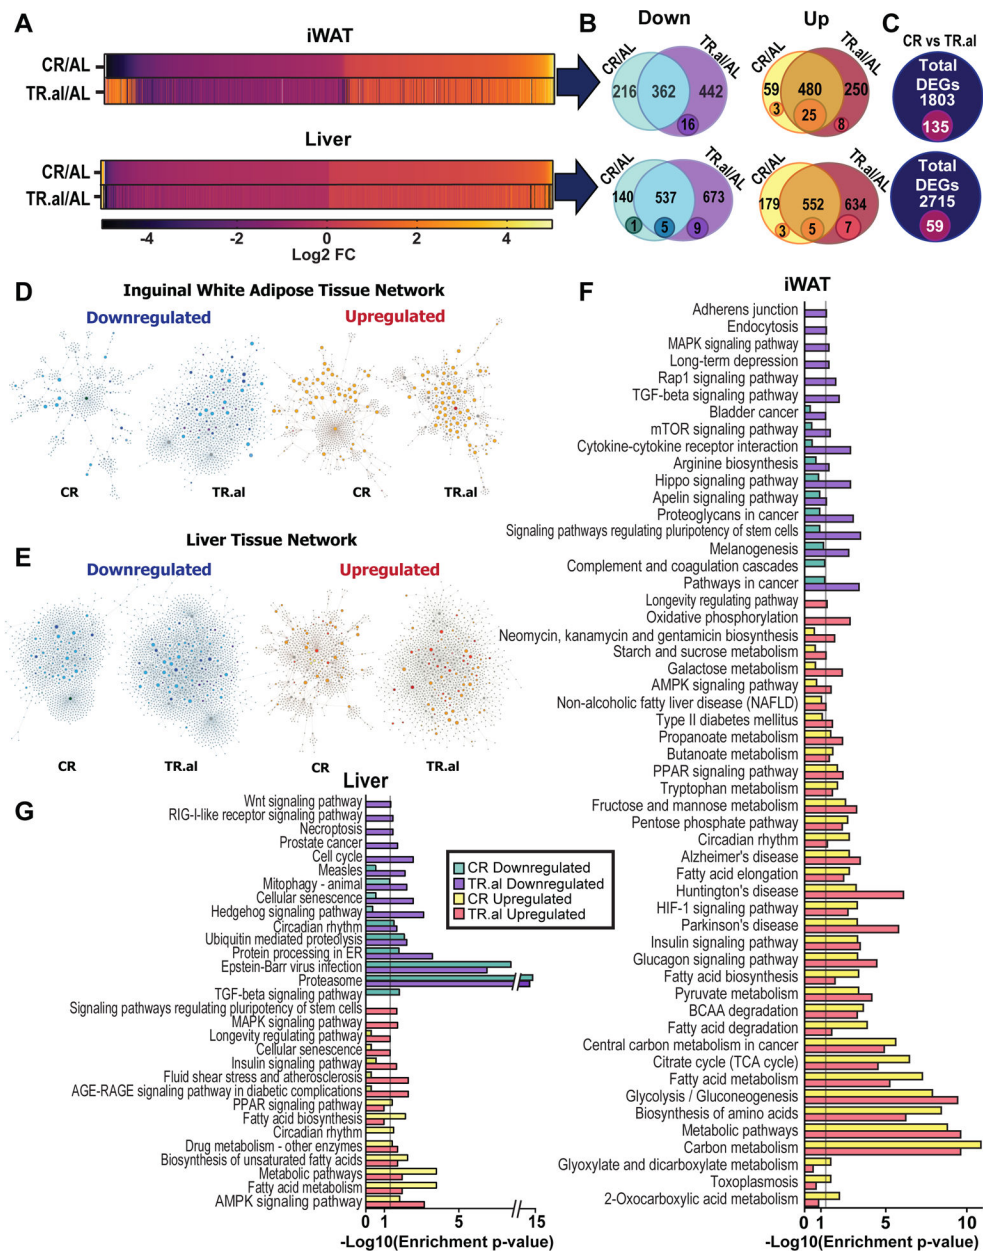 A
iWAT
CR/AL
TR.al/AL
Liver
CR/AL
TR.al/AL
-4 -2 0 2 4
Log2 FC
B
Down
Up
CR/AL
TR.al/AL
216 362 442
16
CR/AL
TR.al/AL
59 480 250
3 25 8
CR/AL
TR.al/AL
140 537 673
1 5 9
CR/AL
TR.al/AL
179 552 634
3 5 7
C
CR vs TR.al
Total
DEGs
1803
135
Total
DEGs
2715
59
D
Inguinal White Adipose Tissue Network
Downregulated
Upregulated
CR TR.al CR TR.al
E
Liver Tissue Network
Downregulated
Upregulated
CR TR.al CR TR.al
F
iWAT
Adherens junction
Endocytosis
MAPK signaling pathway
Long-term depression
Rap1 signaling pathway
TGF-beta signaling pathway
Bladder cancer
mTOR signaling pathway
Cytokine-cytokine receptor interaction
Arginine biosynthesis
Hippo signaling pathway
Apelin signaling pathway
Proteoglycans in cancer
Signaling pathways regulating pluripotency of stem cells
Melanogenesis
Complement and coagulation cascades
Pathways in cancer
Longevity regulating pathway
Oxidative phosphorylation
Neomycin, kanamycin and gentamicin biosynthesis
Starch and sucrose metabolism
Galactose metabolism
AMPK signaling pathway
Non-alcoholic fatty liver disease (NAFLD)
Type II diabetes mellitus
Propanoate metabolism
Butanoate metabolism
PPAR signaling pathway
Tryptophan metabolism
Fructose and mannose metabolism
Pentose phosphate pathway
Circadian rhythm
Alzheimer's disease
Fatty acid elongation
Huntington's disease
HIF-1 signaling pathway
Parkinson's disease
Insulin signaling pathway
Glucagon signaling pathway
Fatty acid biosynthesis
Pyruvate metabolism
BCAA degradation
Fatty acid degradation
Central carbon metabolism in cancer
Citrate cycle (TCA cycle)
Fatty acid metabolism
Glycolysis / Gluconeogenesis
Biosynthesis of amino acids
Metabolic pathways
Carbon metabolism
Glyoxylate and dicarboxylate metabolism
Toxoplasmosis
2-Oxocarboxylic acid metabolism
0 1 5 10
-Log10(Enrichment p-value)
G
Liver
Wnt signaling pathway
RIG-I-like receptor signaling pathway
Necroptosis
Prostate cancer
Cell cycle
Measles
Mitophagy - animal
Cellular senescence
Hedgehog signaling pathway
Circadian rhythm
Ubiquitin mediated proteolysis
Protein processing in ER
Epstein-Barr virus infection
Proteasome
TGF-beta signaling pathway
Signaling pathways regulating pluripotency of stem cells
MAPK signaling pathway
Longevity regulating pathway
Cellular senescence
Insulin signaling pathway
Fluid shear stress and atherosclerosis
AGE-RAGE signaling pathway in diabetic complications
PPAR signaling pathway
Fatty acid biosynthesis
Circadian rhythm
Drug metabolism - other enzymes
Biosynthesis of unsaturated fatty acids
Metabolic pathways
Fatty acid metabolism
AMPK signaling pathway
0 1 5 15
-Log10(Enrichment p-value)
CR Downregulated
TR.al Downregulated
CR Upregulated
TR.al Upregulated